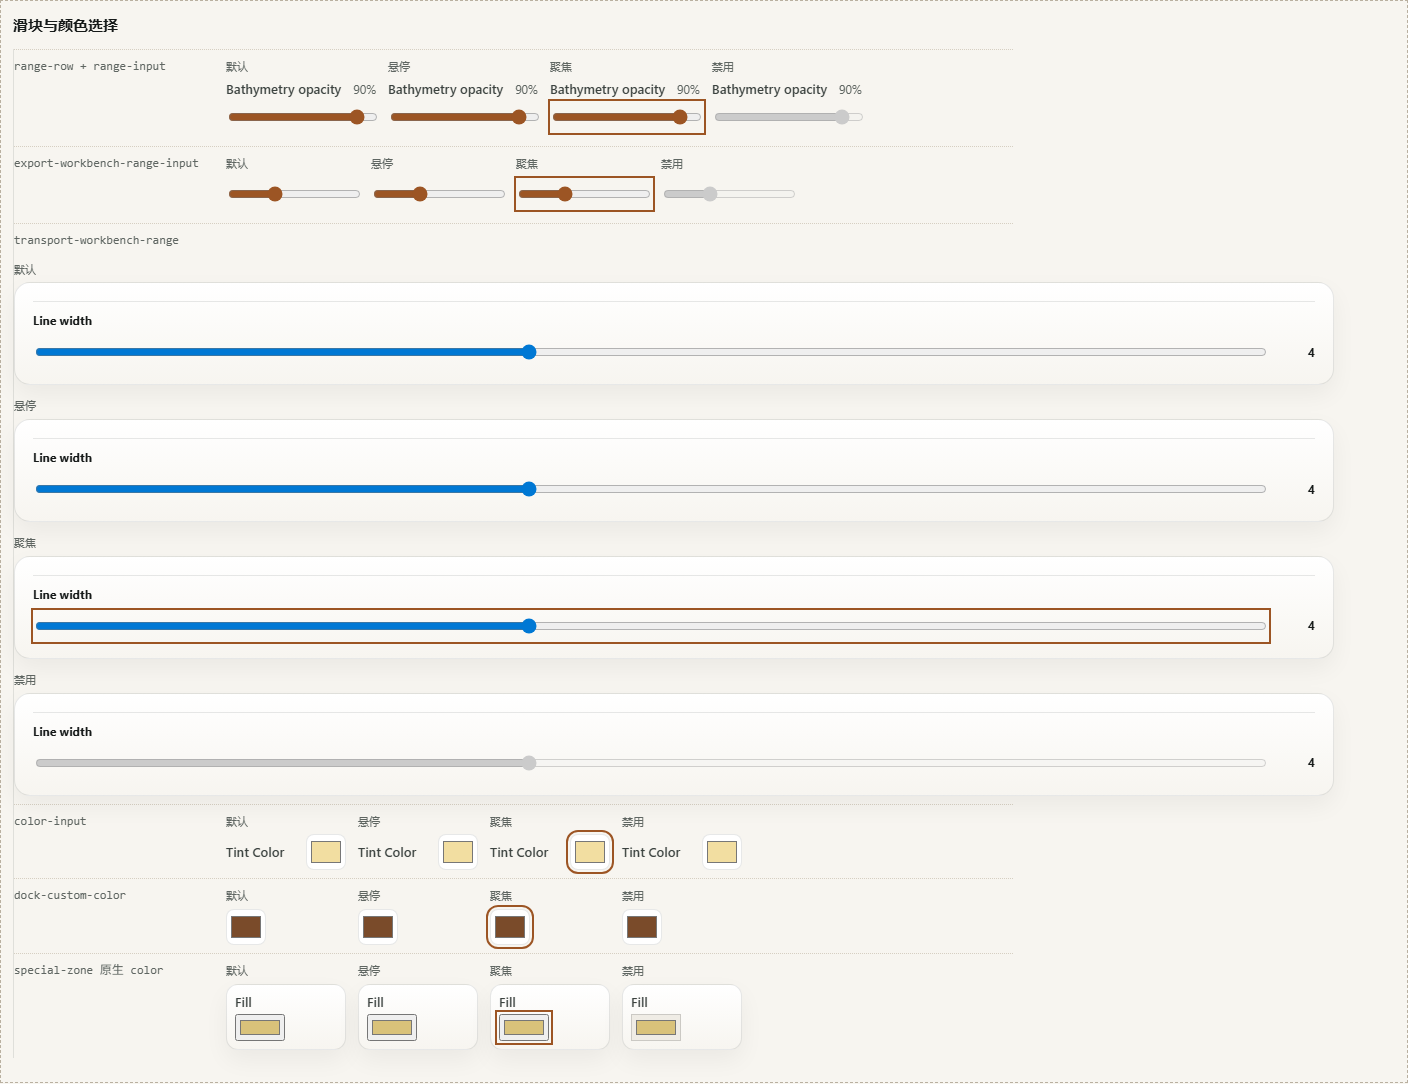 滑块与颜色选择
range-row + range-input 默认 悬停 聚焦 禁用
Bathymetry opacity 90% Bathymetry opacity 90% Bathymetry opacity 90% Bathymetry opacity 90%
export-workbench-range-input 默认 悬停 聚焦 禁用
transport-workbench-range
默认
Line width
4
悬停
Line width
4
聚焦
Line width
4
禁用
Line width
4
color-input 默认 悬停 聚焦 禁用
Tint Color Tint Color Tint Color Tint Color
dock-custom-color 默认 悬停 聚焦 禁用
special-zone 原生 color 默认 悬停 聚焦 禁用
Fill Fill Fill Fill